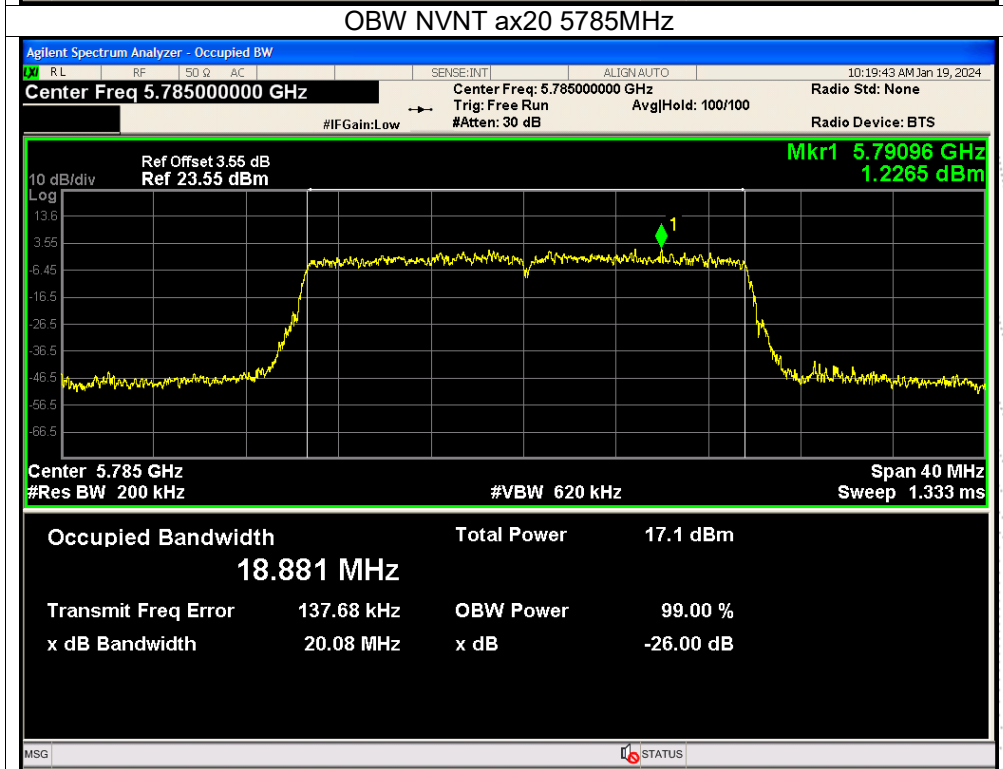 OBW NVNT ax20 5785MHz
Agilent Spectrum Analyzer - Occupied BW
LXI RL RF 50 Ω AC SENSE:INT ALIGN AUTO 10:19:43 AM Jan 19, 2024
Center Freq 5.785000000 GHz Center Freq: 5.785000000 GHz Radio Std: None
Trig: Free Run Avg|Hold: 100/100
#IFGain:Low #Atten: 30 dB Radio Device: BTS
Mkr1 5.79096 GHz
1.2265 dBm
Ref Offset 3.55 dB
10 dB/div Ref 23.55 dBm
Log
13.6
1
3.55
-6.45
-16.5
-26.5
-36.5
-46.5
-56.5
-66.5
Center 5.785 GHz Span 40 MHz
#Res BW 200 kHz #VBW 620 kHz Sweep 1.333 ms
Occupied Bandwidth Total Power 17.1 dBm
18.881 MHz
Transmit Freq Error 137.68 kHz OBW Power 99.00 %
x dB Bandwidth 20.08 MHz x dB -26.00 dB
MSG STATUS